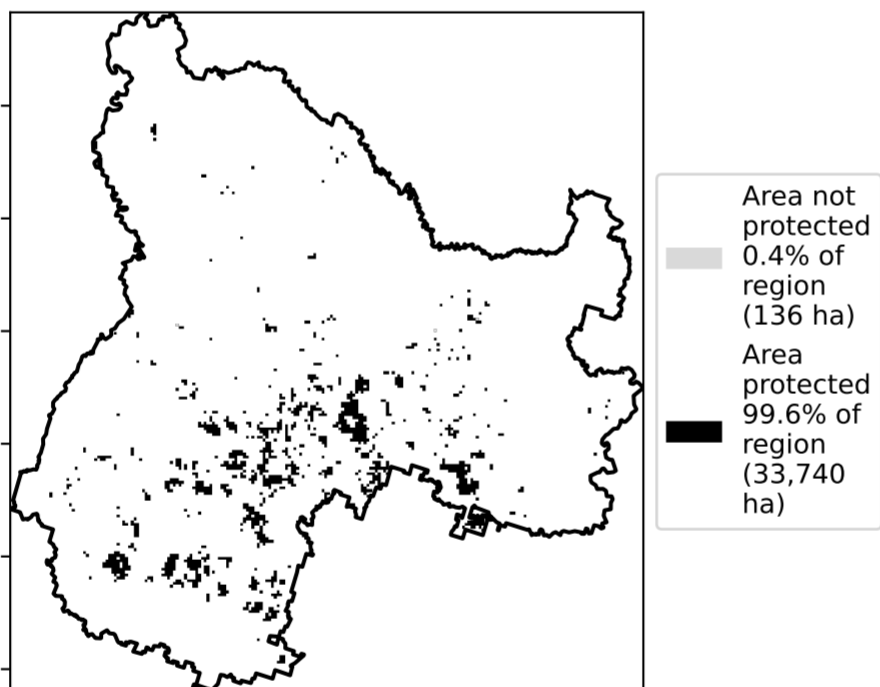 Area not
protected
0.4% of
region
(136 ha)
Area
protected
99.6% of
region
(33,740
ha)